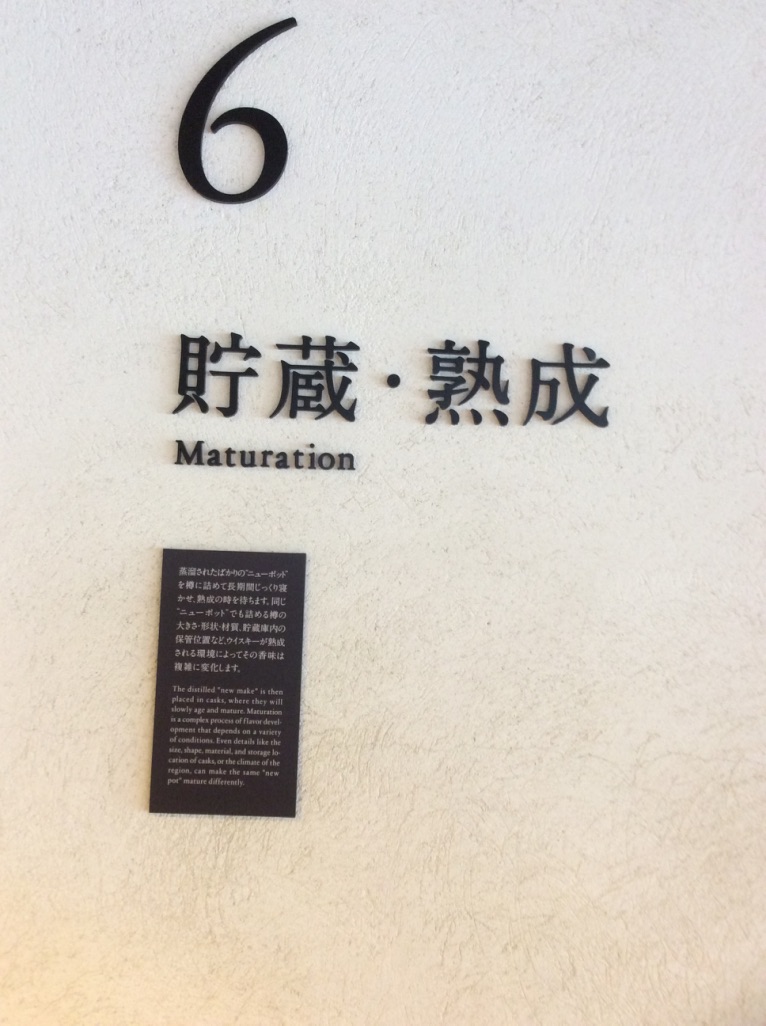 6
貯蔵・熟成
Maturation
蒸溜されたばかりの"ニューポット"
を樽に詰めて長期間じっくり寝
かせ、熟成の時を待ちます。同じ
"ニューポット"でも詰める樽の
大きさ・形状・材質、貯蔵庫内の
保管位置など、ウイスキーが熟成
される環境によってその香味は
複雑に変化します。
The distilled "new make" is then
placed in casks, where they will
slowly age and mature. Maturation
is a complex process of flavor devel-
opment that depends on a variety
of conditions. Even details like the
size, shape, material, and storage lo-
cation of casks, or the climate of the
region, can make the same "new
pot" mature differently.